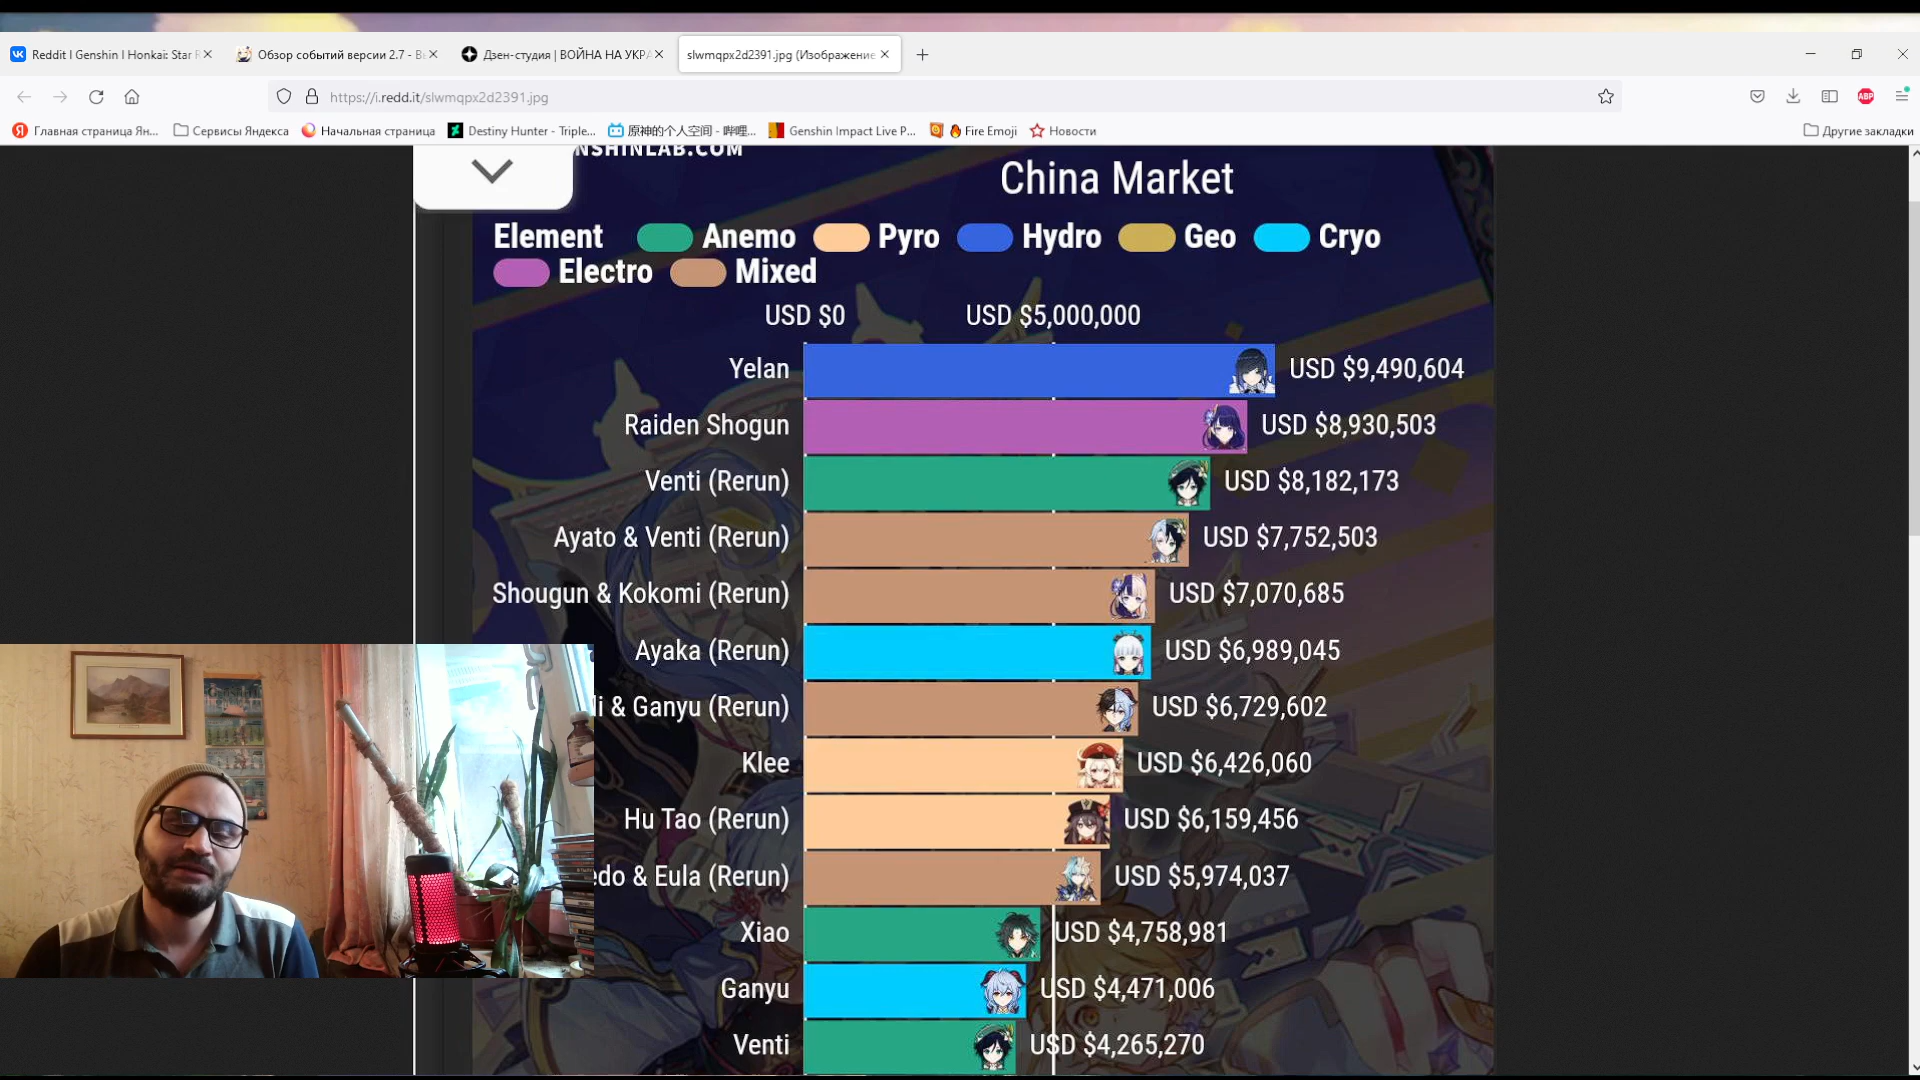 Reddit | Genshin | Honkai: Star R
Обзор событий версии 2.7 - Ве
Дзен-студия | ВОЙНА НА УКРА
slwmqpx2d2391.jpg (Изображение
https://i.redd.it/slwmqpx2d2391.jpg
ABP
Главная страница Ян...
Сервисы Яндекса
Начальная страница
Destiny Hunter - Triple...
原神的个人空间 - 哔哩...
Genshin Impact Live P...
Fire Emoji
Новости
Другие закладки
NSHINLAB.COM
China Market
Element Anemo Pyro Hydro Geo Cryo
Electro Mixed
USD $0 USD $5,000,000
Yelan USD $9,490,604
Raiden Shogun USD $8,930,503
Venti (Rerun) USD $8,182,173
Ayato & Venti (Rerun) USD $7,752,503
Shougun & Kokomi (Rerun) USD $7,070,685
Ayaka (Rerun) USD $6,989,045
li & Ganyu (Rerun) USD $6,729,602
Klee USD $6,426,060
Hu Tao (Rerun) USD $6,159,456
edo & Eula (Rerun) USD $5,974,037
Xiao USD $4,758,981
Ganyu USD $4,471,006
Venti USD $4,265,270